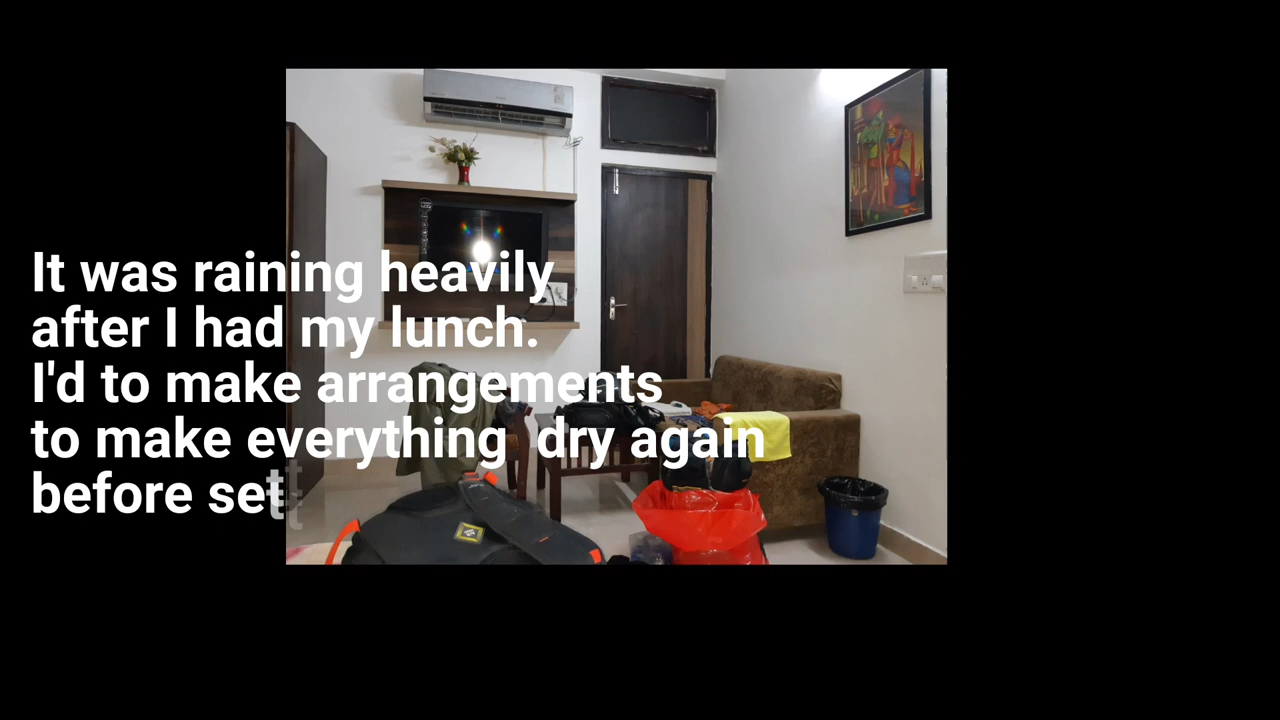 It was raining heavily
after I had my lunch.
I'd to make arrangements
to make everything  dry again
before set